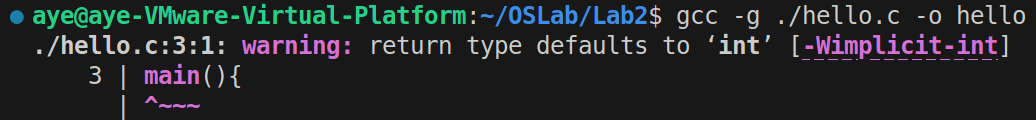 aye@aye-VMware-Virtual-Platform:~/OSLab/Lab2$ gcc -g ./hello.c -o hello
./hello.c:3:1: warning: return type defaults to ‘int’ [-Wimplicit-int]
    3 | main(){
      | ^~~~